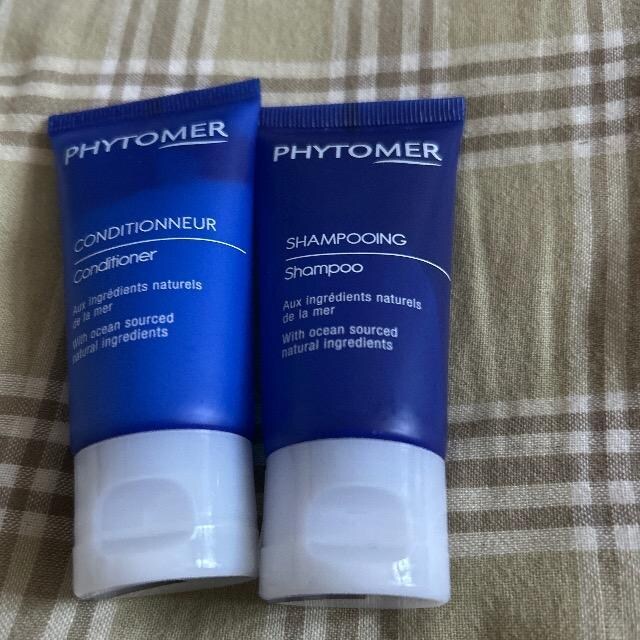 PHYTOMER
CONDITIONNEUR
Conditioner
Aux ingrédients naturels
de la mer
With ocean sourced
natural ingredients
PHYTOMER
SHAMPOOING
Shampoo
Aux ingrédients naturels
de la mer
With ocean sourced
natural ingredients